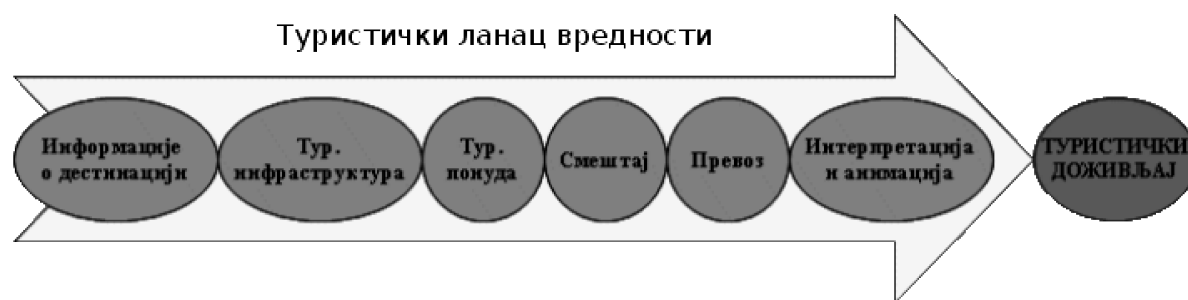 Туристички ланац вредности
Информације
о дестинацији
Тур.
инфраструктура
Тур.
понуда
Смештај
Превоз
Интерпретација
и анимација
ТУРИСТИЧКИ
ДОЖИВЉАЈ